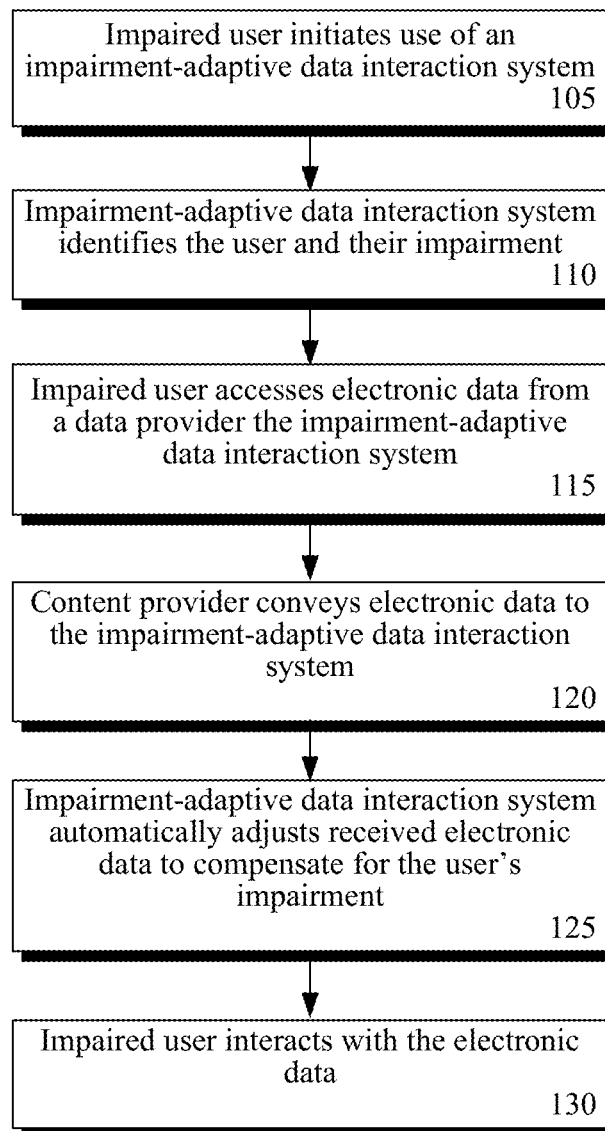 Impaired user initiates use of an
impairment-adaptive data interaction system
105
Impairment-adaptive data interaction system
identifies the user and their impairment
110
Impaired user accesses electronic data from
a data provider the impairment-adaptive
data interaction system
115
Content provider conveys electronic data to
the impairment-adaptive data interaction
system
120
Impairment-adaptive data interaction system
automatically adjusts received electronic
data to compensate for the user’s
impairment
125
Impaired user interacts with the electronic
data
130